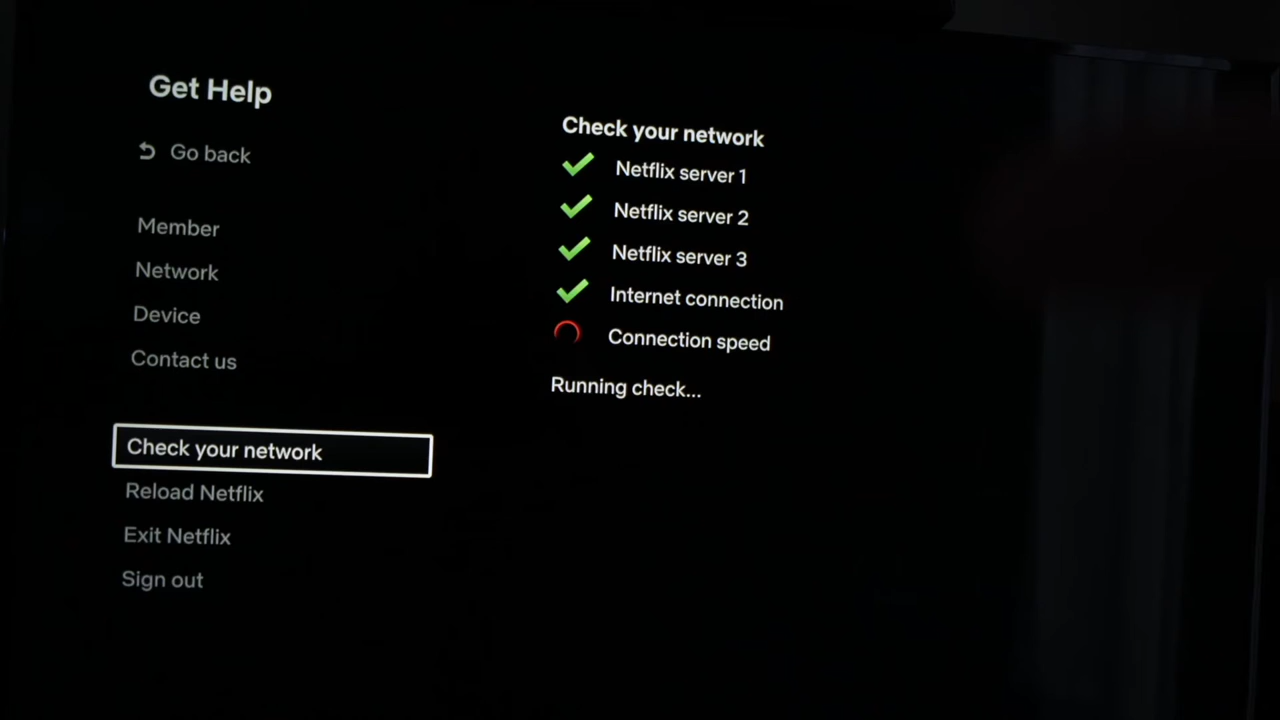 Get Help
Go back
Member
Network
Device
Contact us
Check your network
Reload Netflix
Exit Netflix
Sign out
Check your network
Netflix server 1
Netflix server 2
Netflix server 3
Internet connection
Connection speed
Running check...